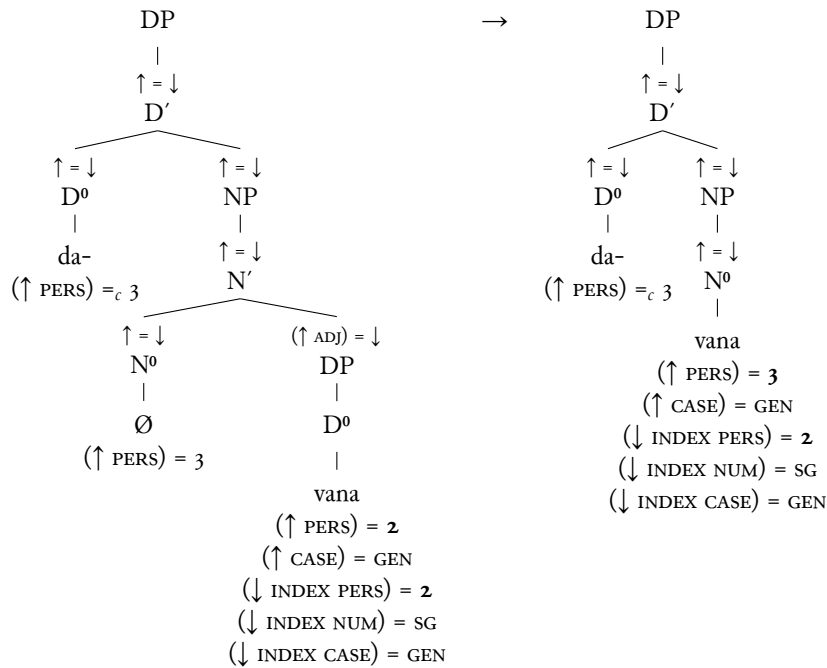 DP → DP
↑ = ↓ ↑ = ↓
D′ D′
↑ = ↓ ↑ = ↓ ↑ = ↓ ↑ = ↓
D⁰ NP D⁰ NP
da- ↑ = ↓ da- ↑ = ↓
(↑ PERS) =c 3 N′ (↑ PERS) =c 3 N⁰
↑ = ↓ (↑ ADJ) = ↓ vana
N⁰ DP (↑ PERS) = 3
(↑ CASE) = GEN
Ø D⁰ (↓ INDEX PERS) = 2
(↑ PERS) = 3 (↓ INDEX NUM) = SG
vana (↓ INDEX CASE) = GEN
(↑ PERS) = 2
(↑ CASE) = GEN
(↓ INDEX PERS) = 2
(↓ INDEX NUM) = SG
(↓ INDEX CASE) = GEN